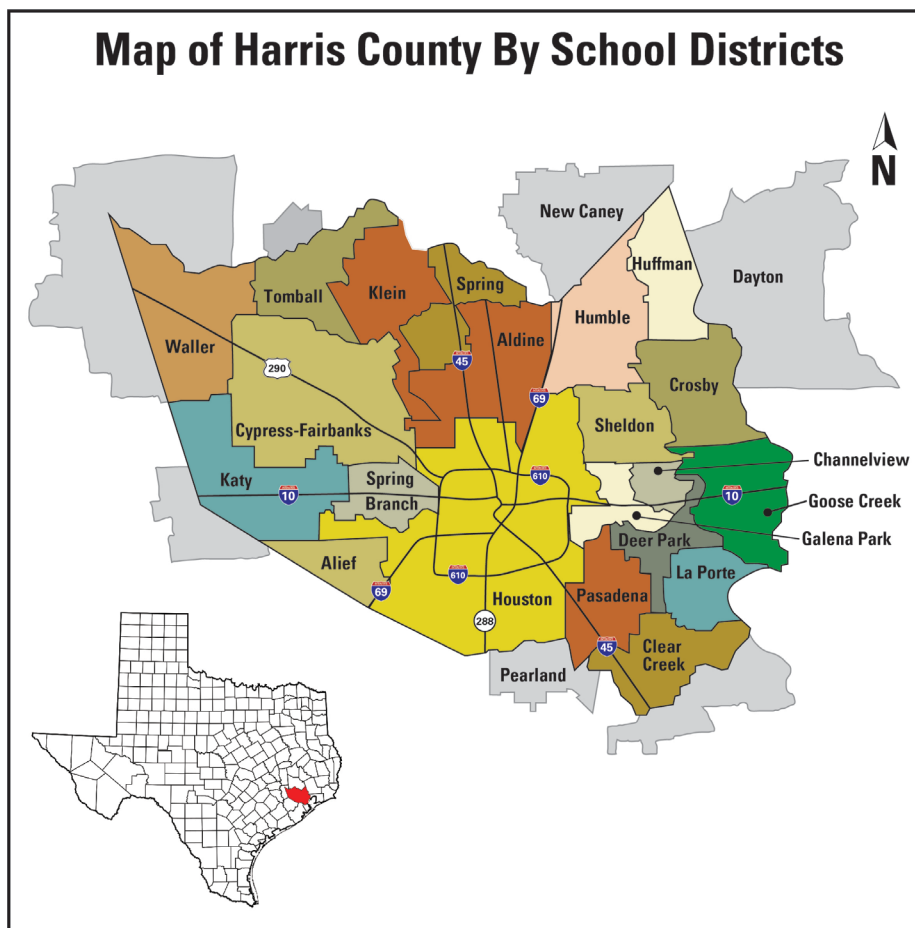 Map of Harris County By School Districts
N
New Caney
Huffman
Dayton
Spring
Tomball
Klein
Humble
Aldine
Waller
45
290
Crosby
69
Sheldon
Cypress-Fairbanks
Channelview
Katy
Spring
Branch
610
10
10
Goose Creek
Galena Park
Deer Park
Alief
La Porte
610
69
Houston
Pasadena
288
45
Clear
Creek
Pearland